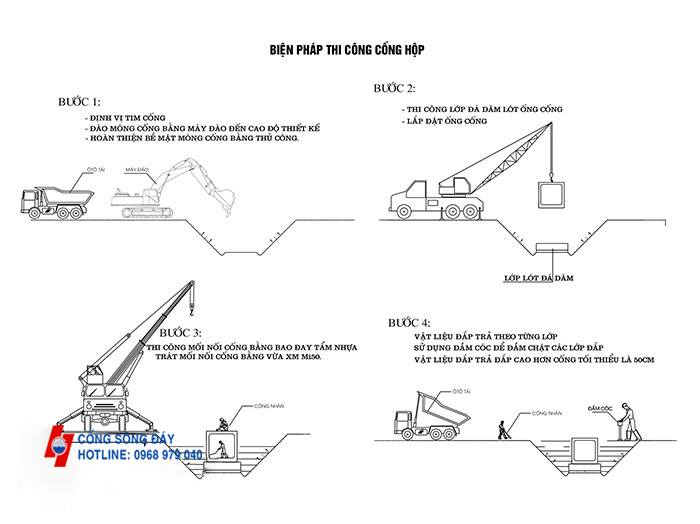 BIỆN PHÁP THI CÔNG CỐNG HỘP
BƯỚC 1:
- ĐỊNH VỊ TIM CỐNG
- ĐÀO MÓNG CỐNG BẰNG MÁY ĐÀO ĐẾN CAO ĐỘ THIẾT KẾ
- HOÀN THIỆN BỀ MẶT MÓNG CỐNG BẰNG THỦ CÔNG.
ÔTÔ TẢI
MÁY ĐÀO
BƯỚC 2:
- THI CÔNG LỚP ĐÁ DĂM LÓT ỐNG CỐNG
- LẮP ĐẶT ỐNG CỐNG
LỚP LÓT ĐÁ DĂM
BƯỚC 3:
THI CÔNG MỐI NỐI CỐNG BẰNG BAO ĐAY TẨM NHỰA
TRÁT MỐI NỐI CỐNG BẰNG VỮA XM M150.
CÔNG NHÂN
CỐNG SÔNG ĐÁY
HOTLINE: 0968 979 040
BƯỚC 4:
VẬT LIỆU ĐẮP TRẢ THEO TỪNG LỚP
SỬ DỤNG ĐẦM CÓC ĐỂ ĐẦM CHẶT CÁC LỚP ĐẮP
VẬT LIỆU ĐẮP TRẢ ĐẮP CAO HƠN CỐNG TỐI THIỂU LÀ 50CM
ÔTÔ TẢI
CÔNG NHÂN
ĐẦM CÓC